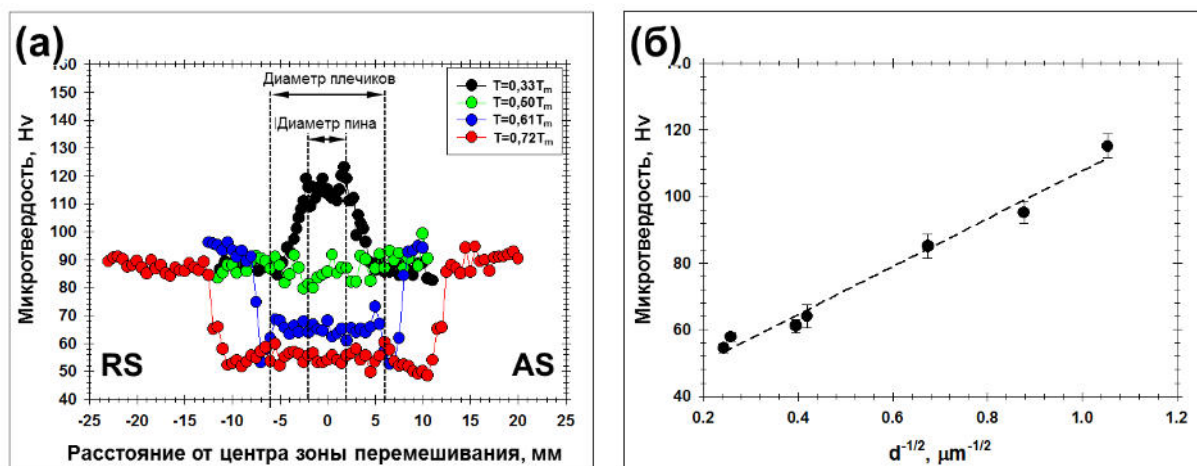 (а)
160
150
140
130
120
110
100
90
80
70
60
50
40
Микротвердость, Hv
Диаметр плечиков
Диаметр пина
T=0,33Tm
T=0,50Tm
T=0,61Tm
T=0,72Tm
RS
AS
-25 -20 -15 -10 -5 0 5 10 15 20 25
Расстояние от центра зоны перемешивания, мм
(б)
120
100
80
60
40
Микротвердость, Hv
0.2 0.4 0.6 0.8 1.0 1.2
d-1/2, μm-1/2